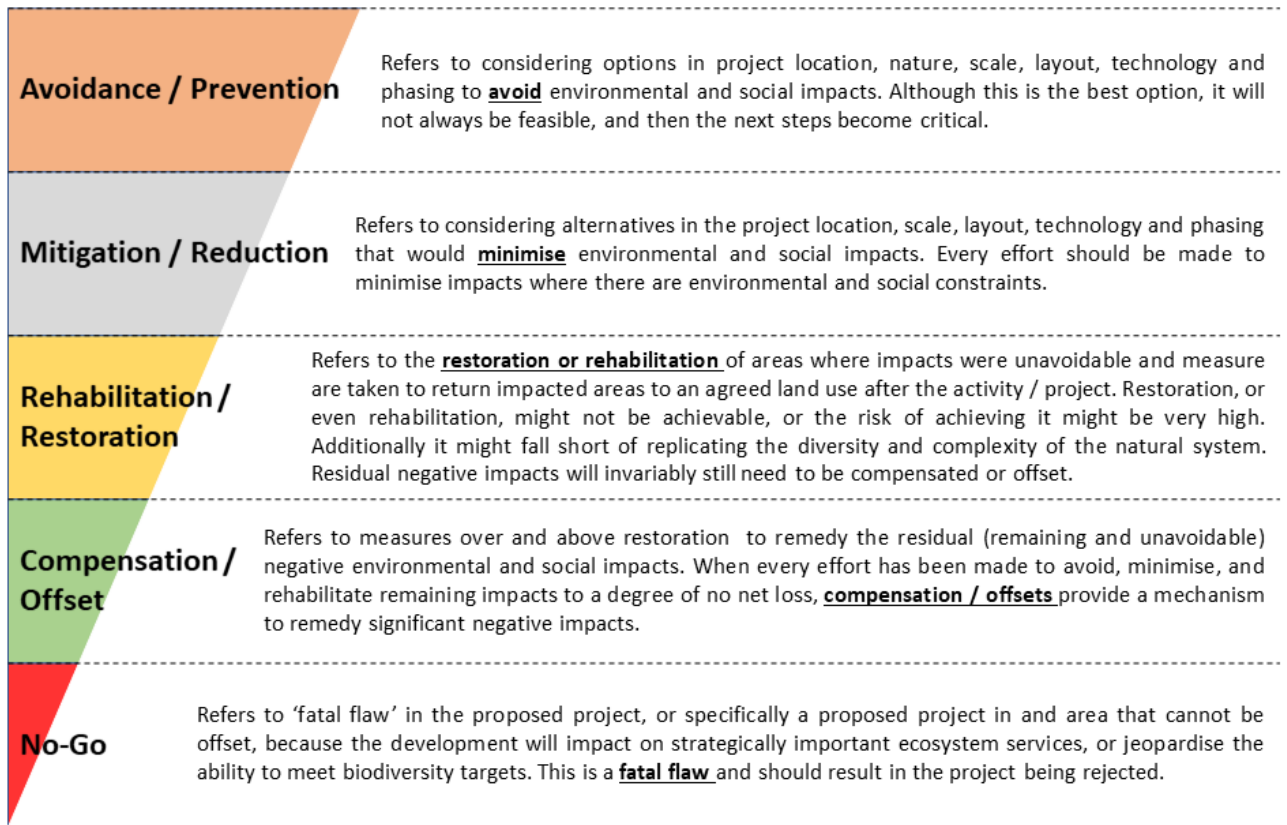 Avoidance / Prevention
Refers to considering options in project location, nature, scale, layout, technology and
phasing to avoid environmental and social impacts. Although this is the best option, it will
not always be feasible, and then the next steps become critical.
Mitigation / Reduction
Refers to considering alternatives in the project location, scale, layout, technology and phasing
that would minimise environmental and social impacts. Every effort should be made to
minimise impacts where there are environmental and social constraints.
Rehabilitation /
Restoration
Refers to the restoration or rehabilitation of areas where impacts were unavoidable and measure
are taken to return impacted areas to an agreed land use after the activity / project. Restoration, or
even rehabilitation, might not be achievable, or the risk of achieving it might be very high.
Additionally it might fall short of replicating the diversity and complexity of the natural system.
Residual negative impacts will invariably still need to be compensated or offset.
Compensation /
Offset
Refers to measures over and above restoration to remedy the residual (remaining and unavoidable)
negative environmental and social impacts. When every effort has been made to avoid, minimise, and
rehabilitate remaining impacts to a degree of no net loss, compensation / offsets provide a mechanism
to remedy significant negative impacts.
No-Go
Refers to ‘fatal flaw’ in the proposed project, or specifically a proposed project in and area that cannot be
offset, because the development will impact on strategically important ecosystem services, or jeopardise the
ability to meet biodiversity targets. This is a fatal flaw and should result in the project being rejected.